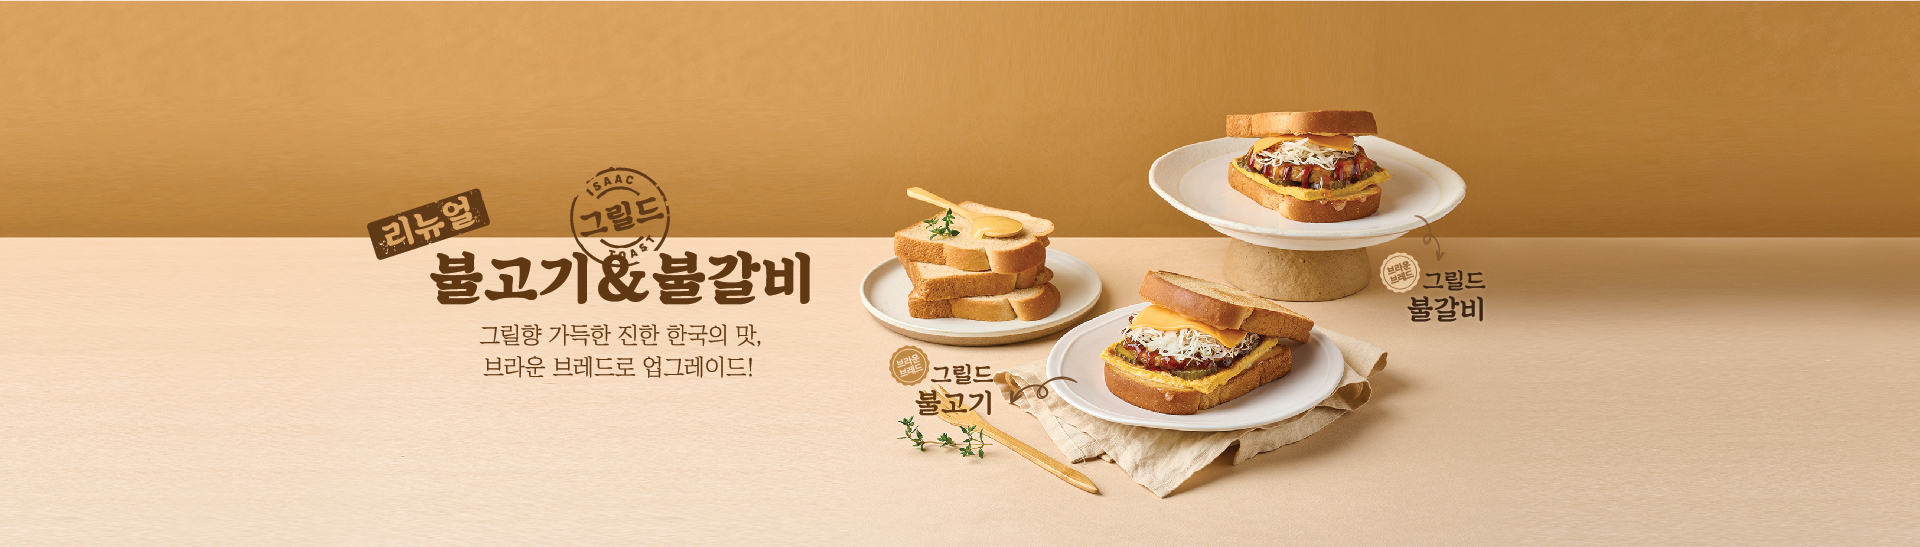 리뉴얼
ISAAC
그릴드
TOAST
불고기&불갈비
그릴향 가득한 진한 한국의 맛,
브라운 브레드로 업그레이드!
브라운
브레드
그릴드
불고기
브라운
브레드
그릴드
불갈비